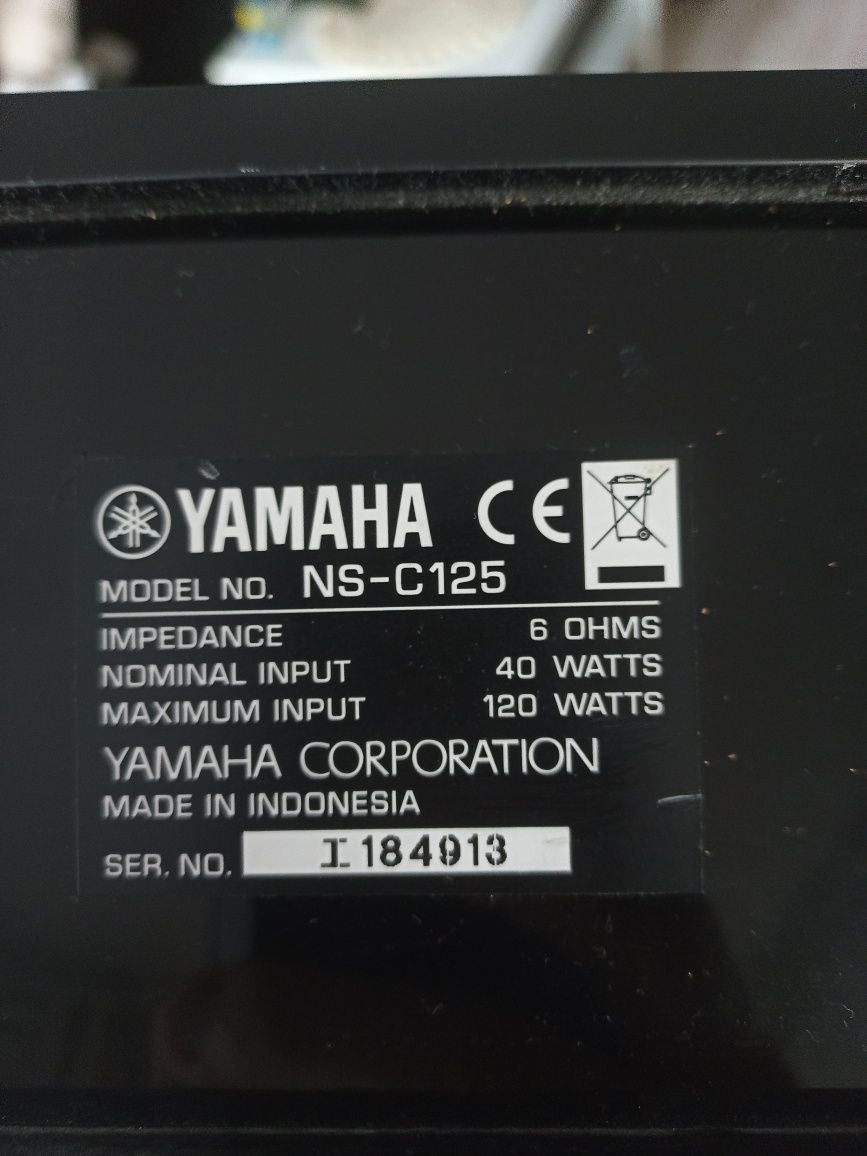 YAMAHA CE
MODEL NO. NS-C125
IMPEDANCE 6 OHMS
NOMINAL INPUT 40 WATTS
MAXIMUM INPUT 120 WATTS
YAMAHA CORPORATION
MADE IN INDONESIA
SER. NO. I184913